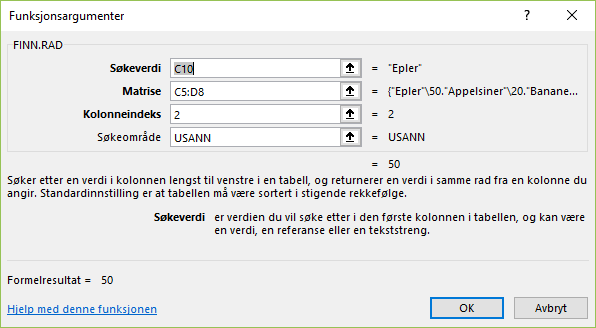 Funksjonsargumenter
FINN.RAD
Søkeverdi C10 = "Epler"
Matrise C5:D8 = {"Epler"\50."Appelsiner"\20."Banane...
Kolonneindeks 2 = 2
Søkeområde USANN = USANN
= 50
Søker etter en verdi i kolonnen lengst til venstre i en tabell, og returnerer en verdi i samme rad fra en kolonne du
angir. Standardinnstilling er at tabellen må være sortert i stigende rekkefølge.
Søkeverdi er verdien du vil søke etter i den første kolonnen i tabellen, og kan være
en verdi, en referanse eller en tekststreng.
Formelresultat = 50
Hjelp med denne funksjonen OK Avbryt